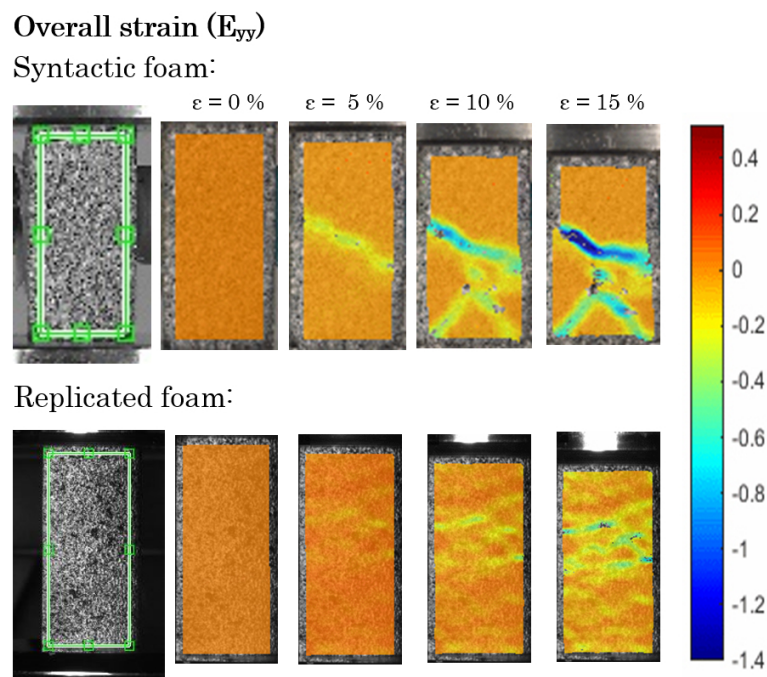 Overall strain (Eyy)
Syntactic foam:
ε = 0 % ε = 5 % ε = 10 % ε = 15 %
0.4
0.2
0
-0.2
-0.4
-0.6
-0.8
-1
-1.2
-1.4
Replicated foam: